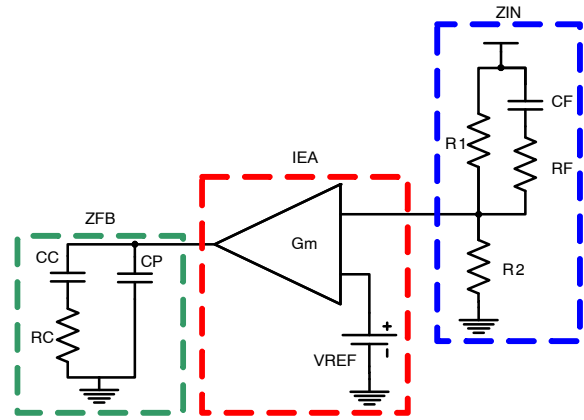 ZIN
CF
R1
RF
IEA
Gm
ZFB
CC
CP
R2
RC
VREF
+
-